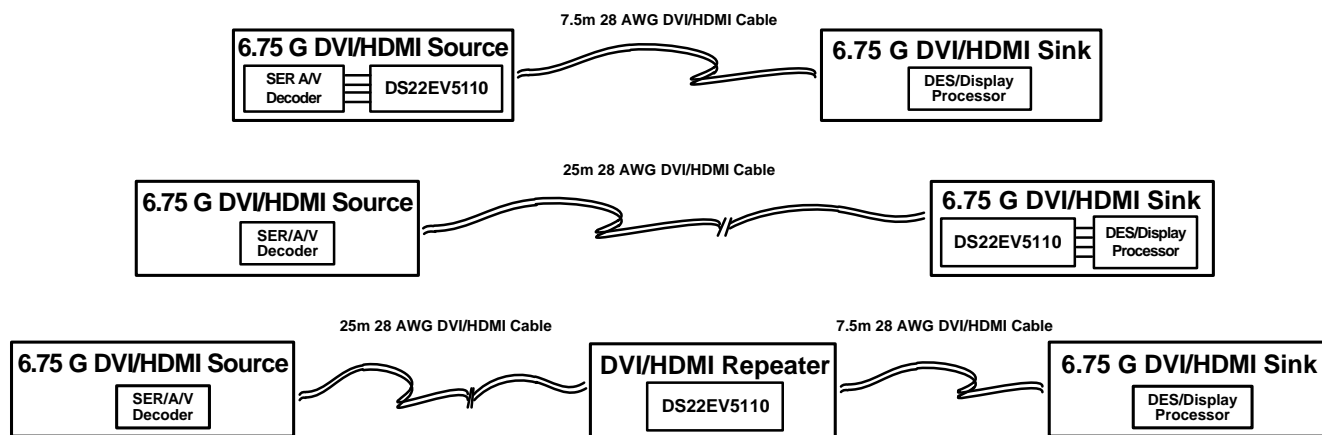 7.5m 28 AWG DVI/HDMI Cable
6.75 G DVI/HDMI Source
SER A/V
Decoder
DS22EV5110
6.75 G DVI/HDMI Sink
DES/Display
Processor
25m 28 AWG DVI/HDMI Cable
6.75 G DVI/HDMI Source
SER/A/V
Decoder
6.75 G DVI/HDMI Sink
DS22EV5110
DES/Display
Processor
25m 28 AWG DVI/HDMI Cable
7.5m 28 AWG DVI/HDMI Cable
6.75 G DVI/HDMI Source
SER/A/V
Decoder
DVI/HDMI Repeater
DS22EV5110
6.75 G DVI/HDMI Sink
DES/Display
Processor